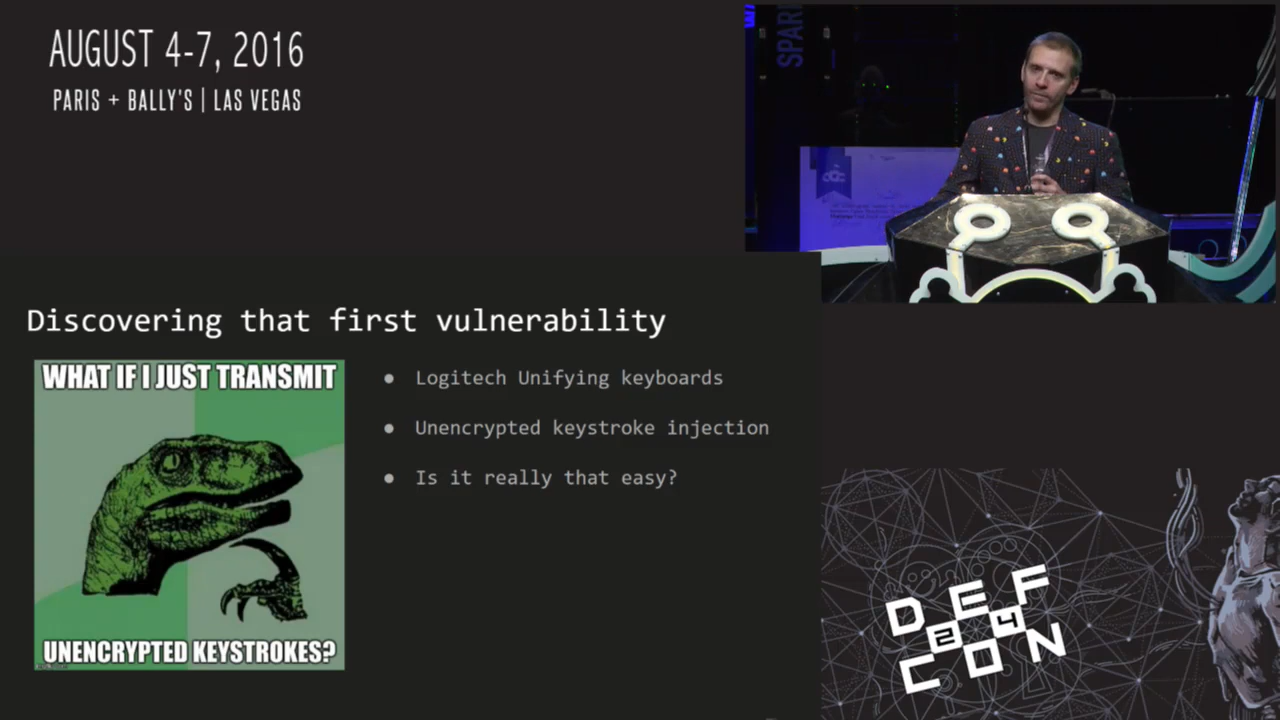 AUGUST 4-7, 2016
PARIS + BALLY'S | LAS VEGAS
SPAR
Discovering that first vulnerability
WHAT IF I JUST TRANSMIT
UNENCRYPTED KEYSTROKES?
● Logitech Unifying keyboards
● Unencrypted keystroke injection
● Is it really that easy?
DEF
24
CON